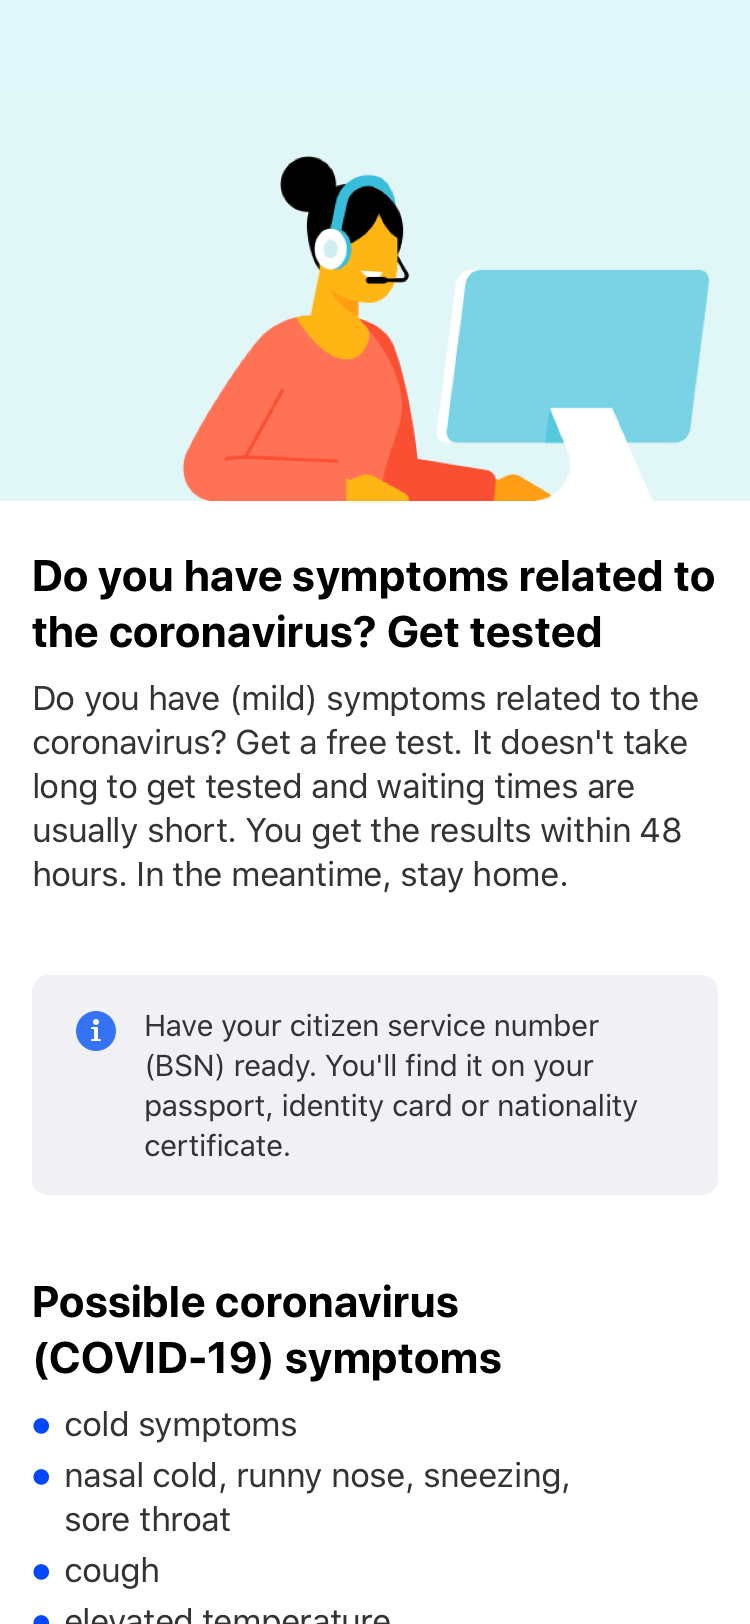 Do you have symptoms related to
the coronavirus? Get tested
Do you have (mild) symptoms related to the
coronavirus? Get a free test. It doesn't take
long to get tested and waiting times are
usually short. You get the results within 48
hours. In the meantime, stay home.
Have your citizen service number
(BSN) ready. You'll find it on your
passport, identity card or nationality
certificate.
Possible coronavirus
(COVID-19) symptoms
cold symptoms
nasal cold, runny nose, sneezing,
sore throat
cough
elevated temperature